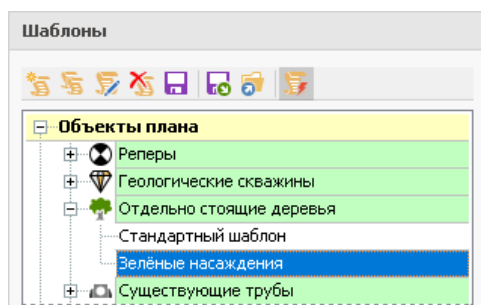 Шаблоны
Объекты плана
Реперы
Геологические скважины
Отдельно стоящие деревья
Стандартный шаблон
Зелёные насаждения
Существующие трубы